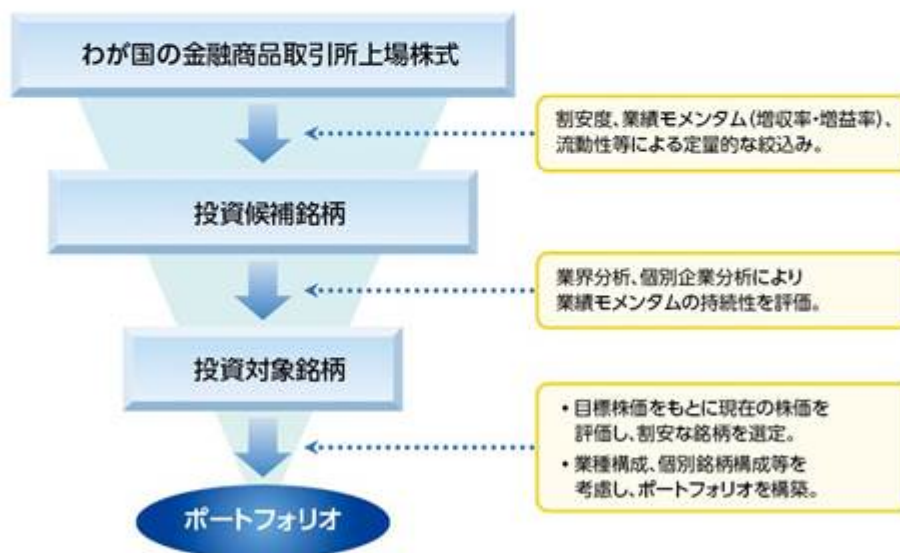 わが国の金融商品取引所上場株式
割安度、業績モメンタム(増収率・増益率)、
流動性等による定量的な絞込み。
投資候補銘柄
業界分析、個別企業分析により
業績モメンタムの持続性を評価。
投資対象銘柄
・目標株価をもとに現在の株価を
評価し、割安な銘柄を選定。
・業種構成、個別銘柄構成等を
考慮し、ポートフォリオを構築。
ポートフォリオ